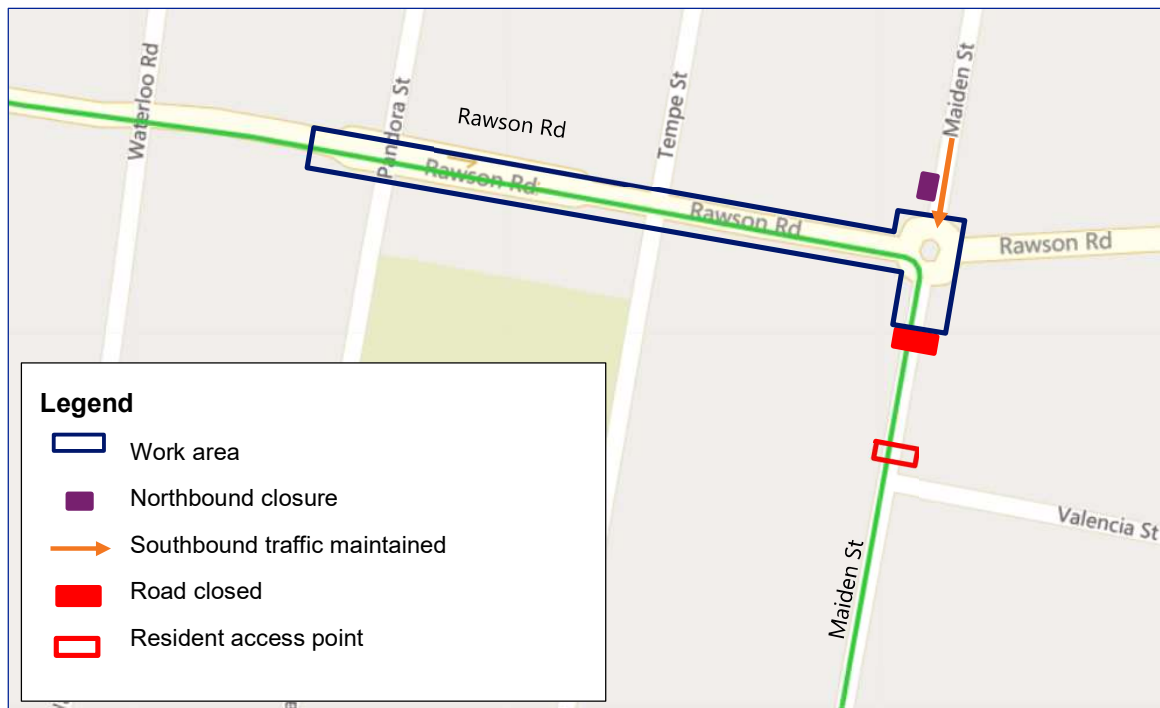 Waterloo Rd
Pandora St
Rawson Rd
Tempe St
Maiden St
Rawson Rd
Rawson Rd
Rawson Rd
Valencia St
Maiden St
Legend
Work area
Northbound closure
Southbound traffic maintained
Road closed
Resident access point